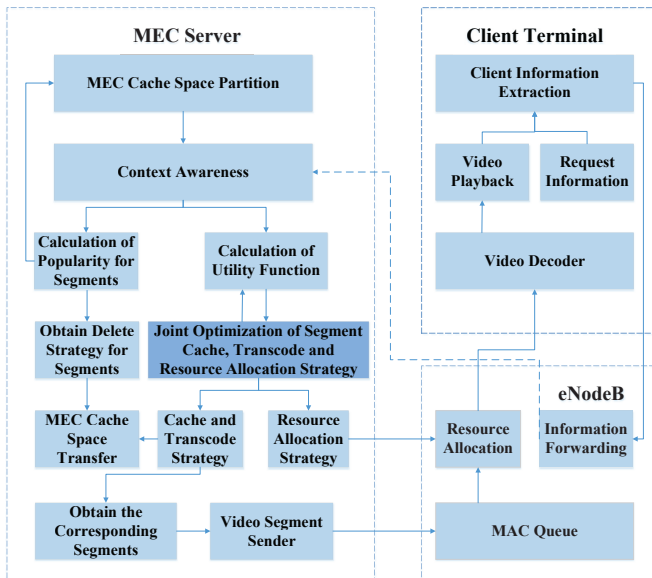 MEC Server
MEC Cache Space Partition
Context Awareness
Calculation of
Popularity for
Segments
Calculation of
Utility Function
Obtain Delete
Strategy for
Segments
Joint Optimization of Segment
Cache, Transcode and
Resource Allocation Strategy
MEC Cache
Space
Transfer
Cache and
Transcode
Strategy
Resource
Allocation
Strategy
Obtain the
Corresponding
Segments
Video Segment
Sender
Client Terminal
Client Information
Extraction
Video
Playback
Request
Information
Video Decoder
eNodeB
Resource
Allocation
Information
Forwarding
MAC Queue